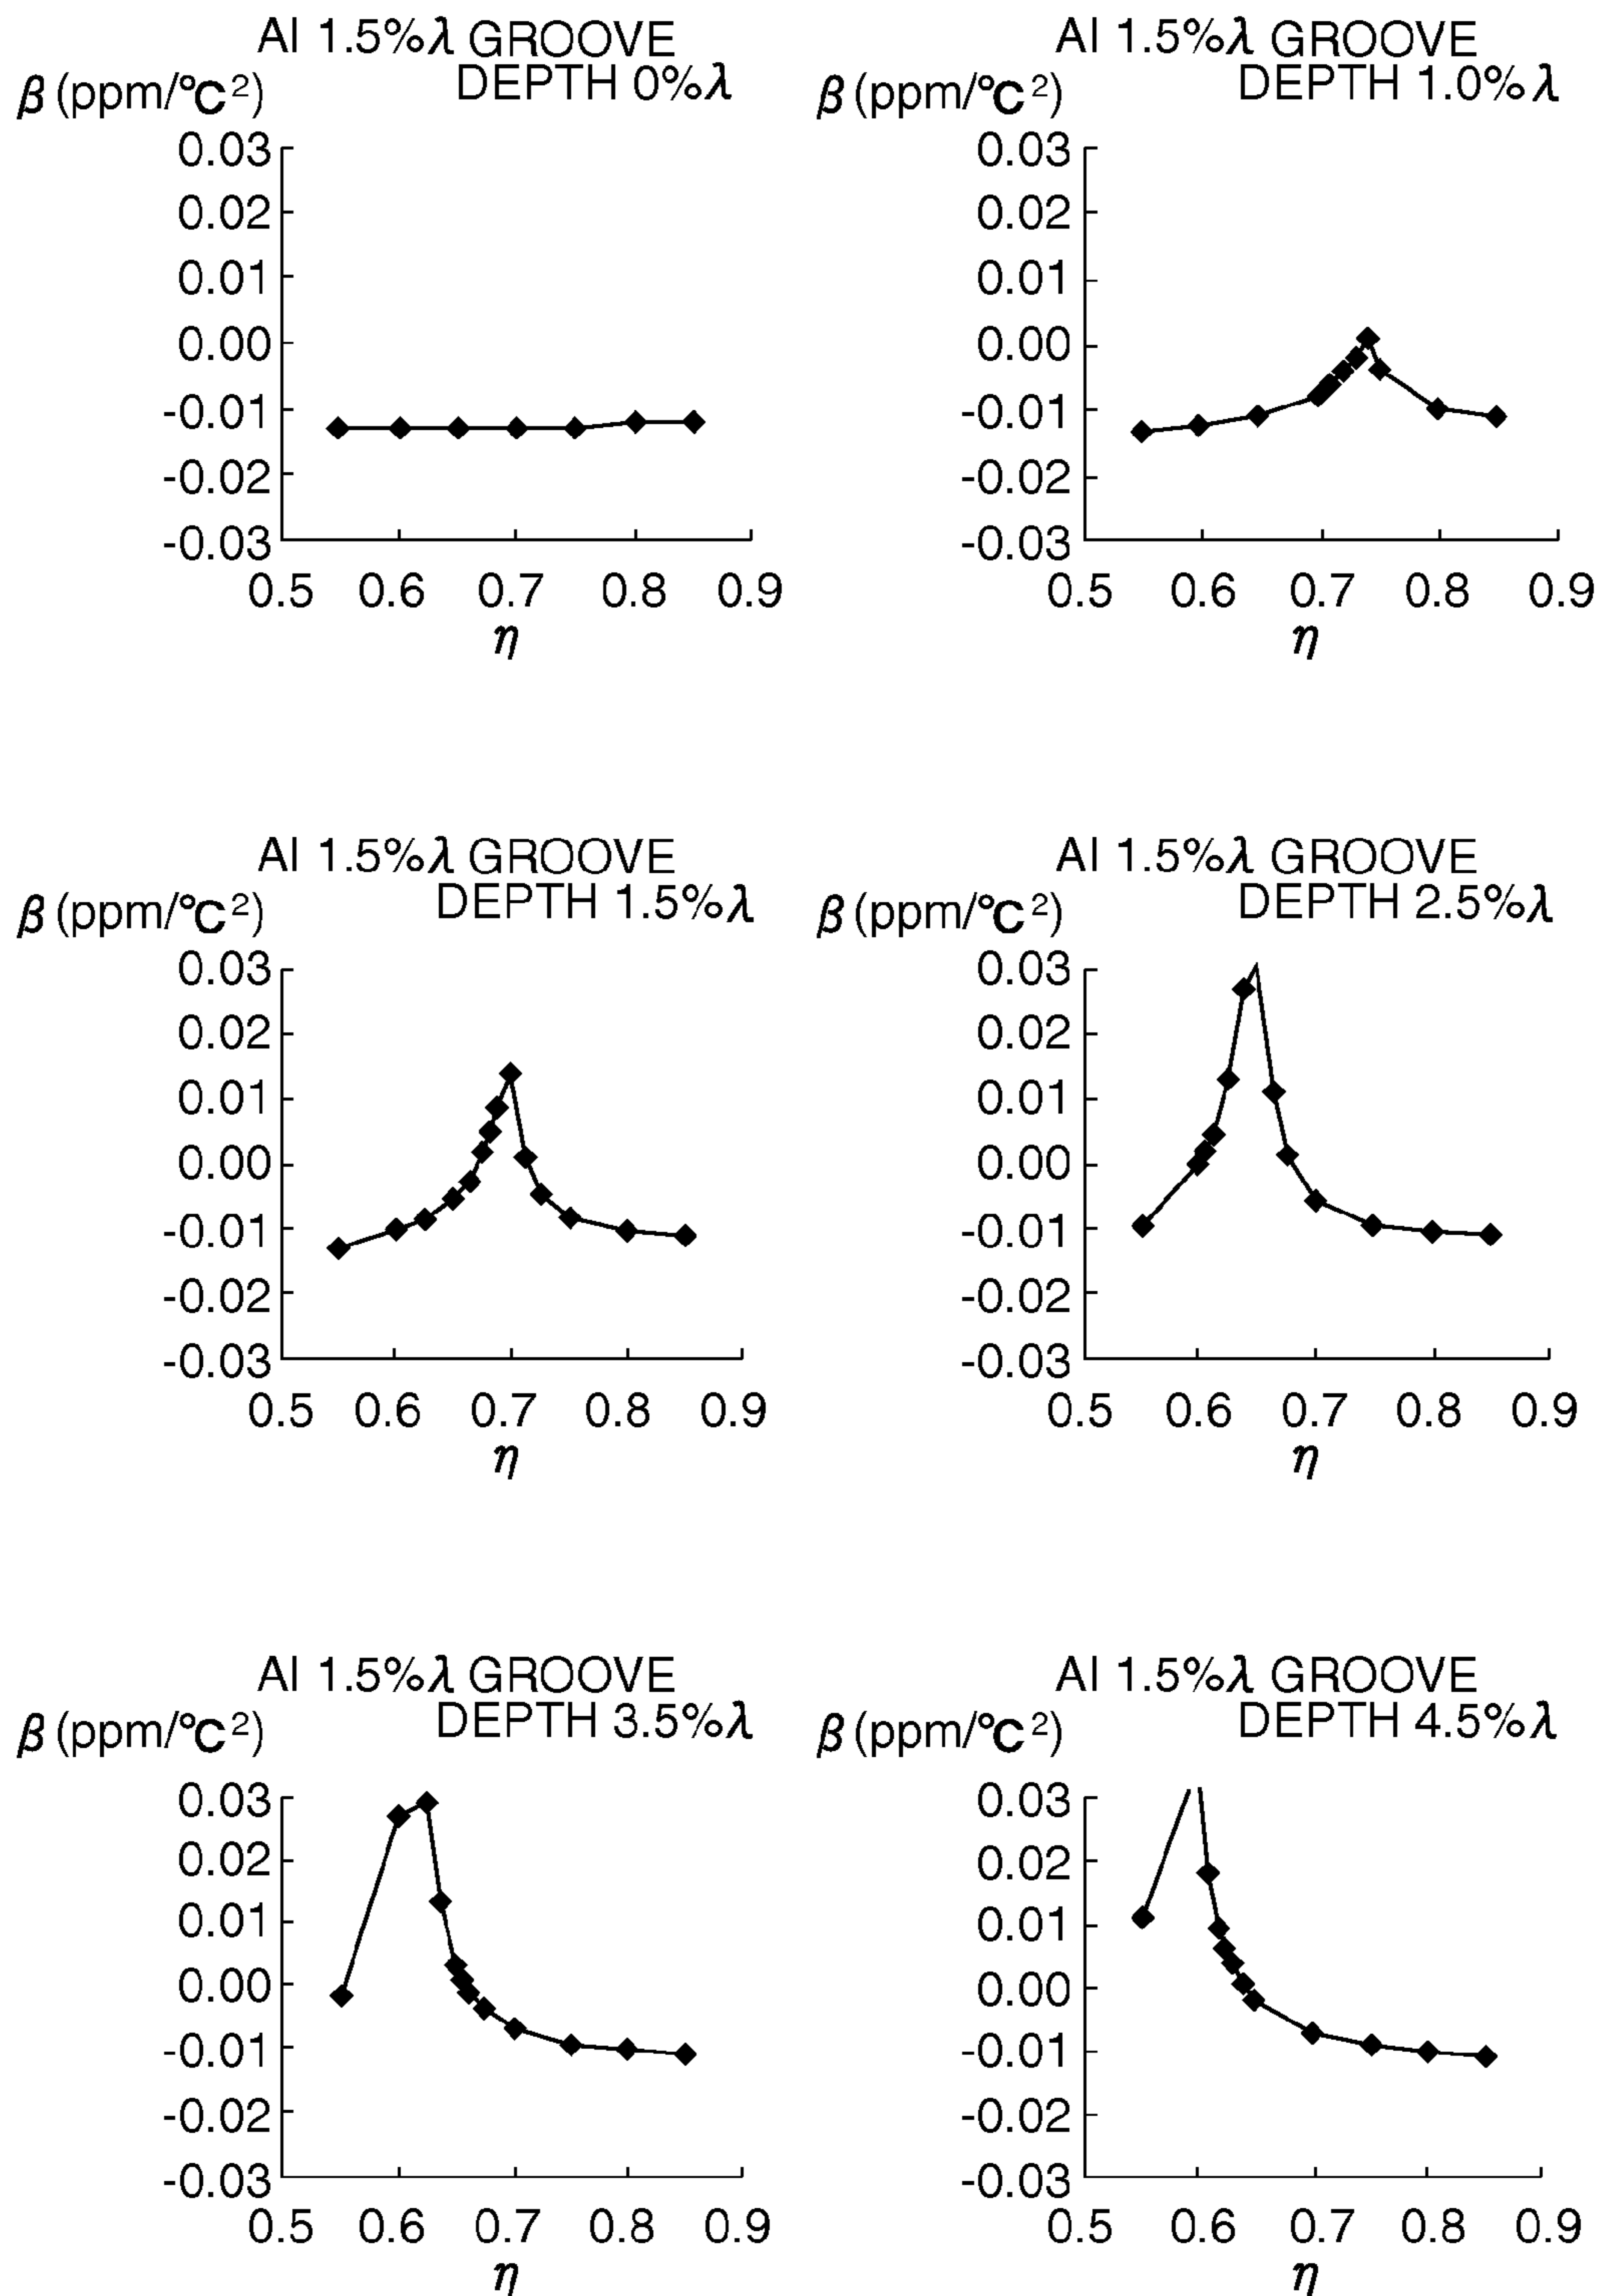 Al 1.5%λ GROOVE
DEPTH 0%λ
β (ppm/°C²)
0.03
0.02
0.01
0.00
-0.01
-0.02
-0.03
0.5 0.6 0.7 0.8 0.9
η
Al 1.5%λ GROOVE
DEPTH 1.0%λ
β (ppm/°C²)
0.03
0.02
0.01
0.00
-0.01
-0.02
-0.03
0.5 0.6 0.7 0.8 0.9
η
Al 1.5%λ GROOVE
DEPTH 1.5%λ
β (ppm/°C²)
0.03
0.02
0.01
0.00
-0.01
-0.02
-0.03
0.5 0.6 0.7 0.8 0.9
η
Al 1.5%λ GROOVE
DEPTH 2.5%λ
β (ppm/°C²)
0.03
0.02
0.01
0.00
-0.01
-0.02
-0.03
0.5 0.6 0.7 0.8 0.9
η
Al 1.5%λ GROOVE
DEPTH 3.5%λ
β (ppm/°C²)
0.03
0.02
0.01
0.00
-0.01
-0.02
-0.03
0.5 0.6 0.7 0.8 0.9
η
Al 1.5%λ GROOVE
DEPTH 4.5%λ
β (ppm/°C²)
0.03
0.02
0.01
0.00
-0.01
-0.02
-0.03
0.5 0.6 0.7 0.8 0.9
η